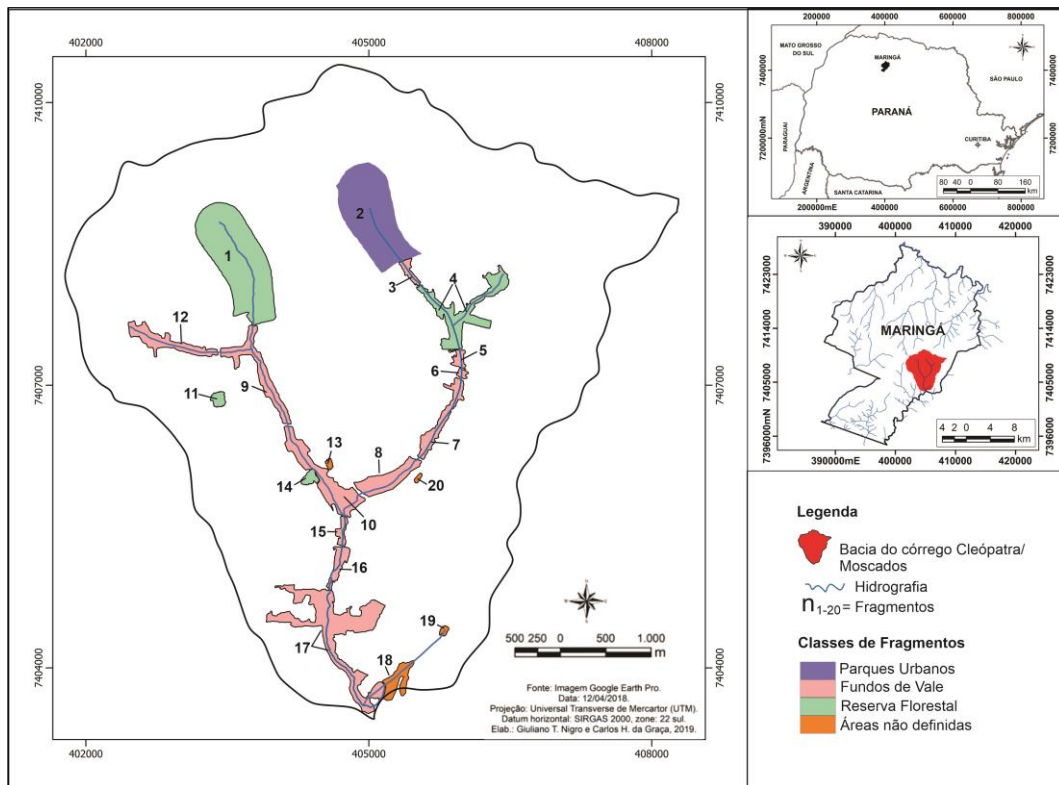 402000
405000
408000
7410000
7407000
7404000
1
2
3
4
5
6
7
8
9
10
11
12
13
14
15
16
17
18
19
20
500 250 0 500 1.000
m
Fonte: Imagem Google Earth Pro.
Data: 12/04/2018.
Projeção: Universal Transverse de Mercartor (UTM).
Datum horizontal: SIRGAS 2000, zone: 22 sul.
Elab.: Giuliano T. Nigro e Carlos H. da Graça, 2019.
7410000
7407000
7404000
402000
405000
408000
200000
400000
600000
800000
MATO GROSSO
DO SUL
MARINGÁ
SÃO PAULO
7400000
7400000
PARANÁ
PARAGUAI
CURITIBA
7200000mN
7200000
ARGENTINA
SANTA CATARINA
80 40 0 80 160
km
200000mE
400000
600000
800000
390000
400000
410000
420000
7423000
7423000
MARINGÁ
7414000
7414000
7405000
7405000
7396000mN
7396000
4 2 0 4 8
km
390000mE
400000
410000
420000
Legenda
Bacia do córrego Cleópatra/
Moscados
Hidrografia
n1-20= Fragmentos
Classes de Fragmentos
Parques Urbanos
Fundos de Vale
Reserva Florestal
Áreas não definidas